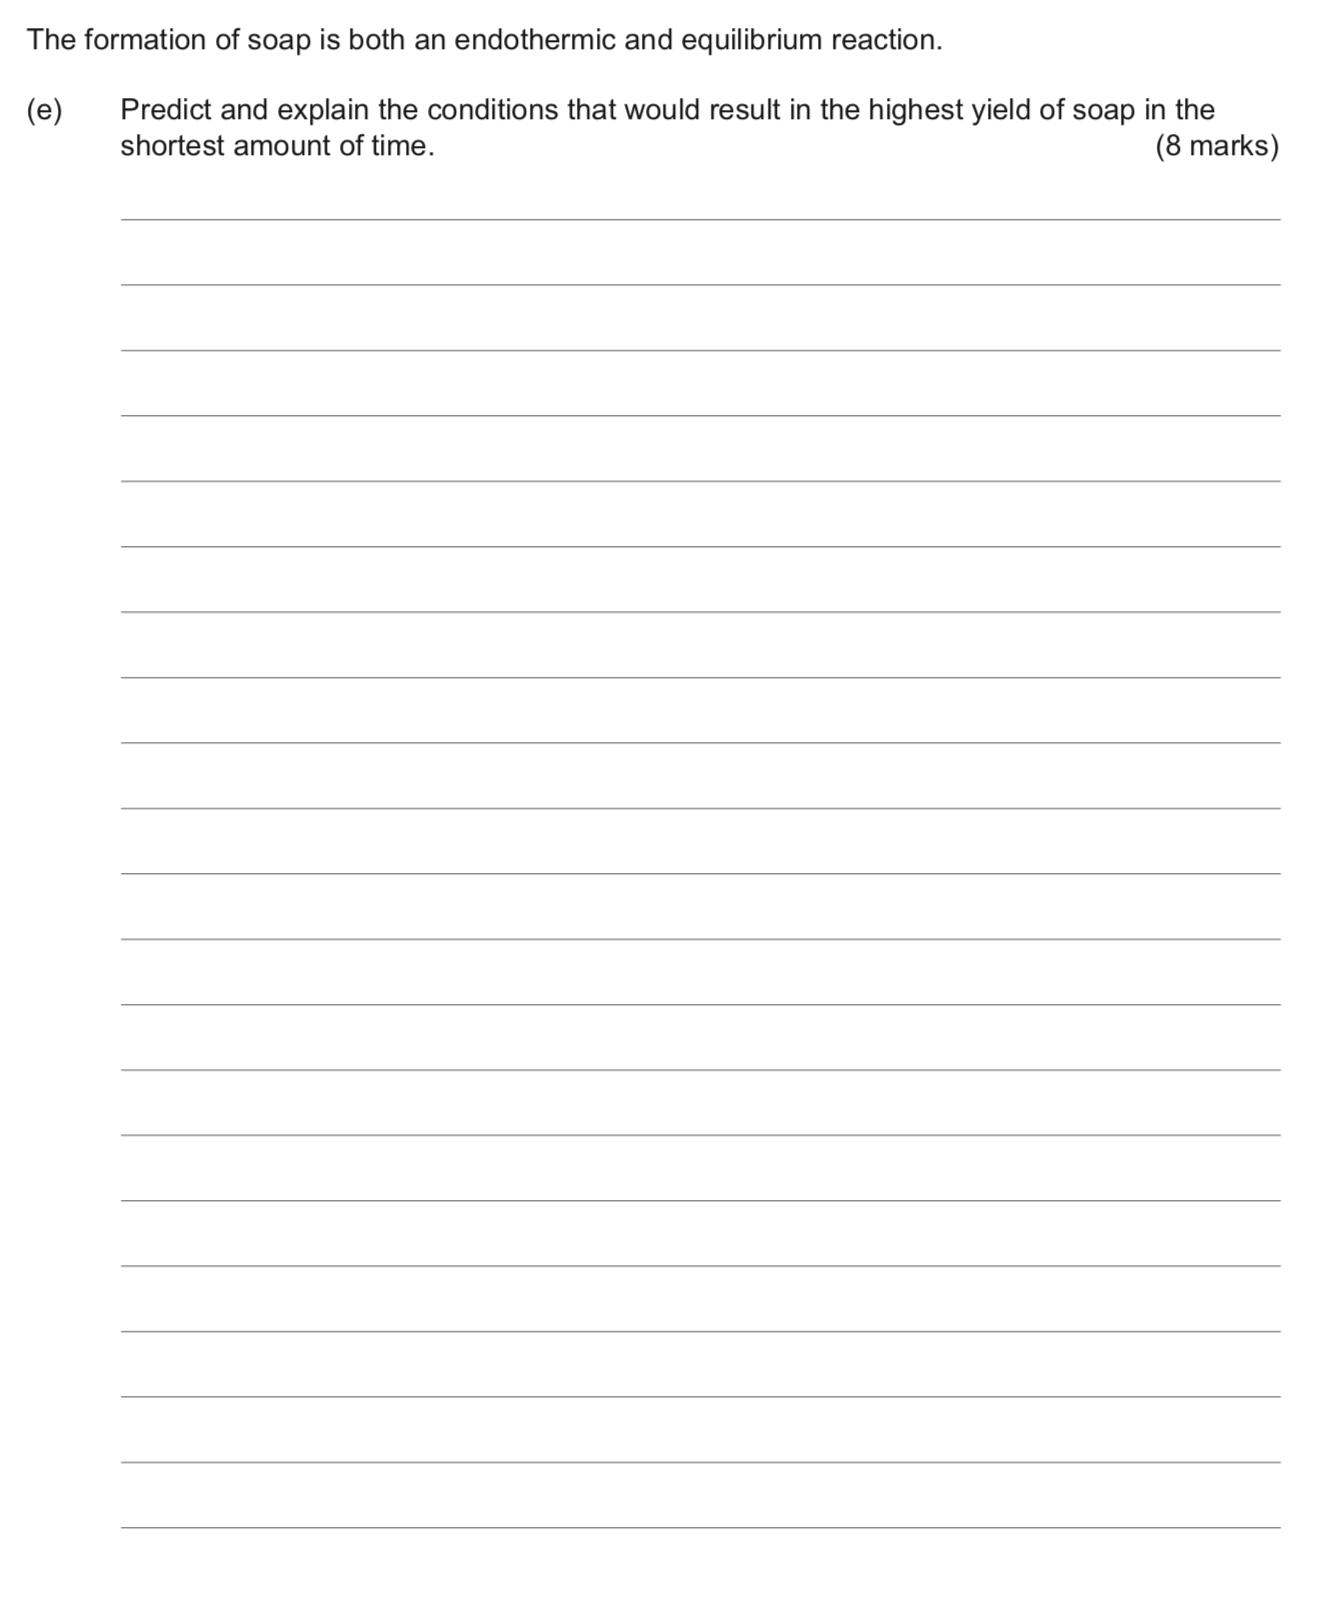 The formation of soap is both an endothermic and equilibrium reaction.
(e) Predict and explain the conditions that would result in the highest yield of soap in the
shortest amount of time. (8 marks)